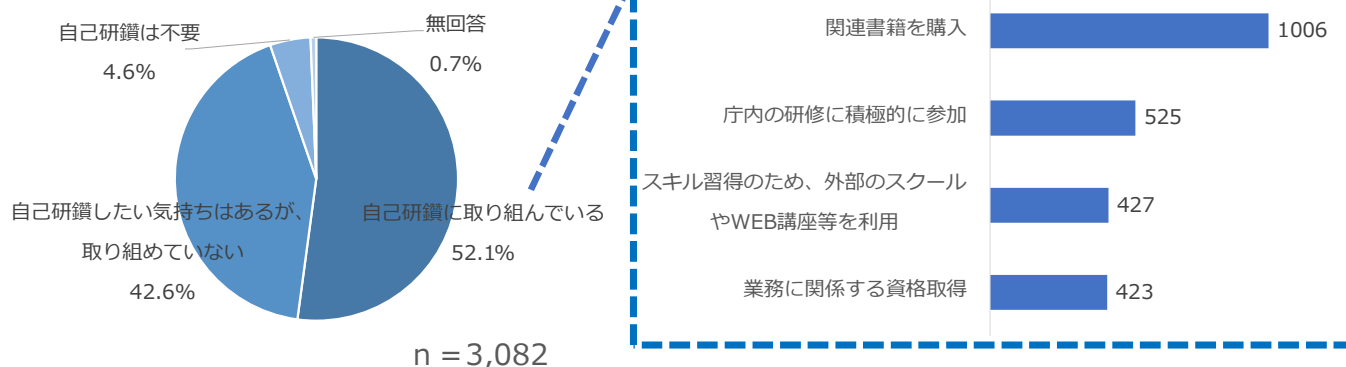 自己研鑽は不要
4.6%
無回答
0.7%
自己研鑽したい気持ちはあるが、
取り組めていない
42.6%
自己研鑽に取り組んでいる
52.1%
n = 3,082
関連書籍を購入
1006
庁内の研修に積極的に参加
525
スキル習得のため、外部のスクール
やWEB講座等を利用
427
業務に関係する資格取得
423